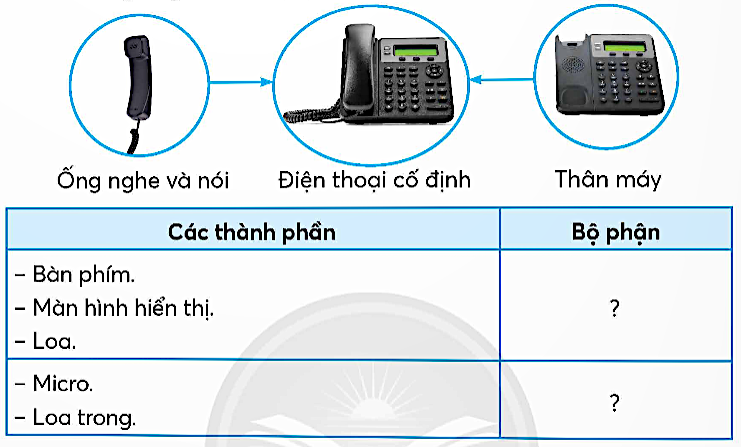 Ống nghe và nói
Điện thoại cố định
Thân máy
Các thành phần
Bộ phận
– Bàn phím.
– Màn hình hiển thị.
– Loa.
?
– Micro.
– Loa trong.
?